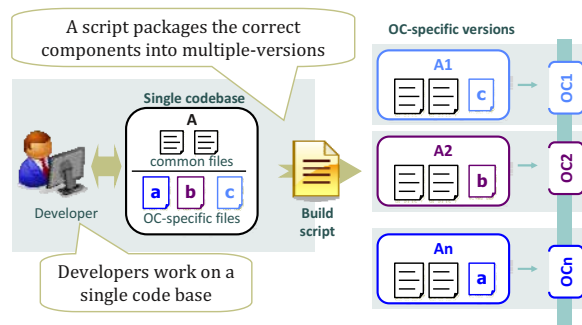 A script packages the correct
components into multiple-versions
OC-specific versions
Single codebase
A
common files
a b c
OC-specific files
Developer
Build
script
Developers work on a
single code base
A1
c
OC1
A2
b
OC2
An
a
OCn